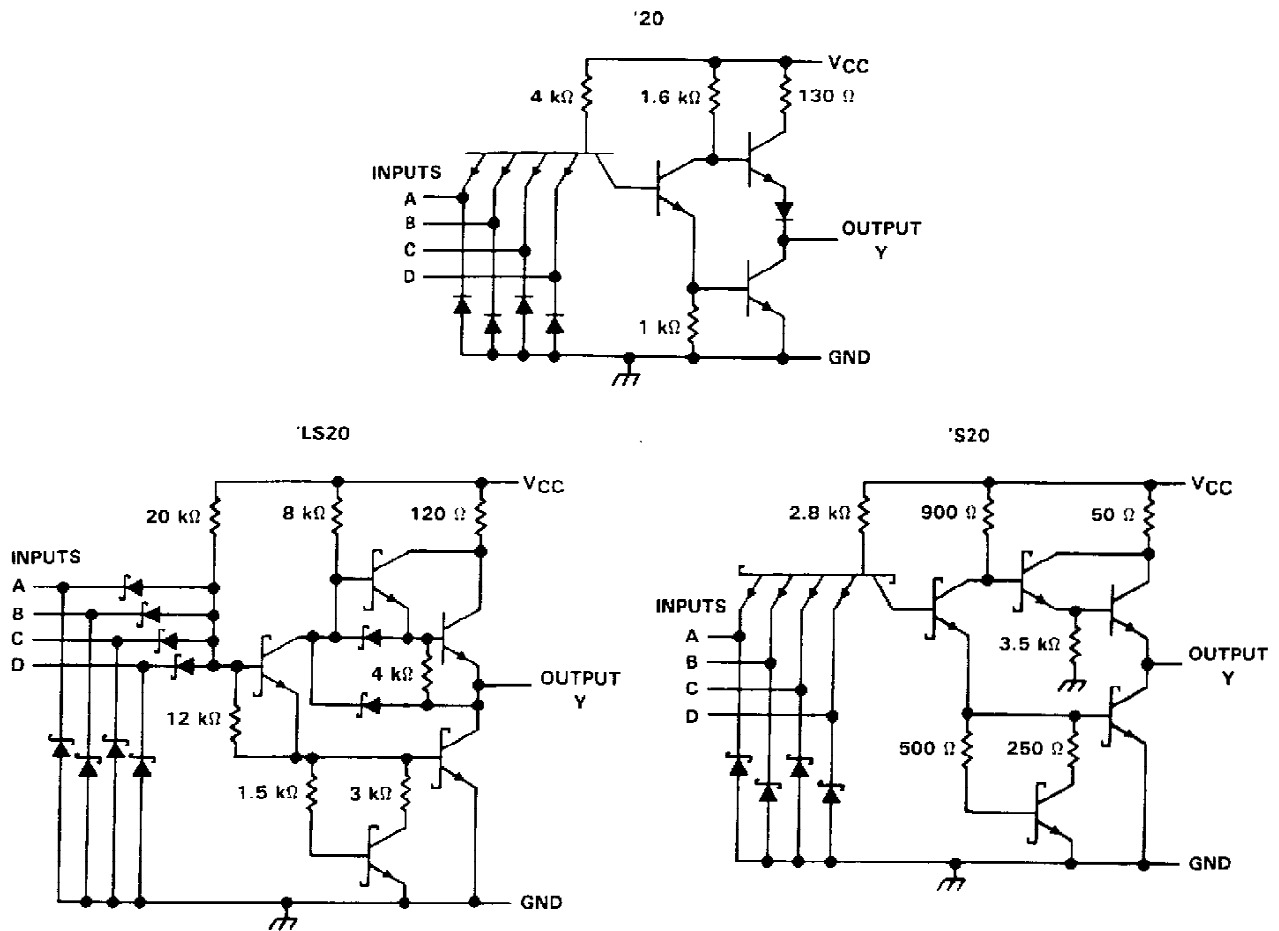 '20
VCC
4 kΩ
1.6 kΩ
130 Ω
INPUTS
A
B
C
D
OUTPUT
Y
1 kΩ
GND
'LS20
VCC
20 kΩ
8 kΩ
120 Ω
INPUTS
A
B
C
D
4 kΩ
OUTPUT
Y
12 kΩ
1.5 kΩ
3 kΩ
GND
'S20
VCC
2.8 kΩ
900 Ω
50 Ω
INPUTS
A
B
C
D
3.5 kΩ
OUTPUT
Y
500 Ω
250 Ω
GND